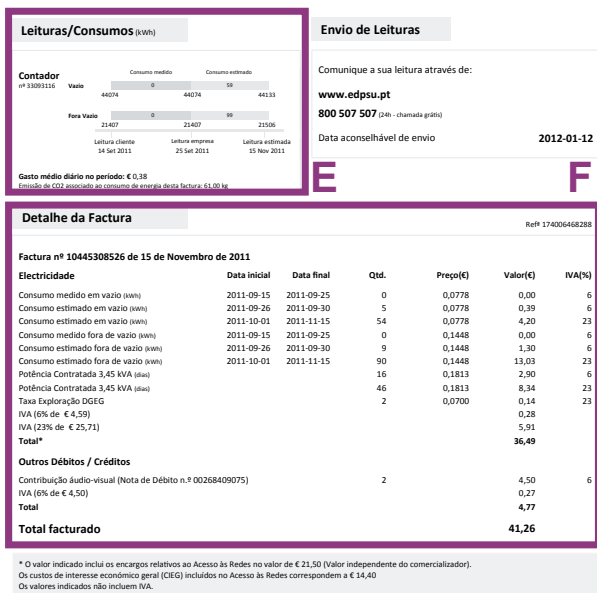 Leituras/Consumos (kWh)
Contador
nº 33093116
Consumo medido Consumo estimado
Vazio 0 59
44074 44074 44133
Fora Vazio 0 99
21407 21407 21506
Leitura cliente Leitura empresa Leitura estimada
14 Set 2011 25 Set 2011 15 Nov 2011
Gasto médio diário no período: € 0,38
Emissão de CO2 associado ao consumo de energia desta factura: 61,00 kg
Envio de Leituras
Comunique a sua leitura através de:
www.edpsu.pt
800 507 507 (24h - chamada grátis)
Data aconselhável de envio 2012-01-12
E F
Detalhe da Factura
Refª 174006468288
Factura nº 10445308526 de 15 de Novembro de 2011
Electricidade Data inicial Data final Qtd. Preço(€) Valor(€) IVA(%)
Consumo medido em vazio (kWh) 2011-09-15 2011-09-25 0 0,0778 0,00 6
Consumo estimado em vazio (kWh) 2011-09-26 2011-09-30 5 0,0778 0,39 6
Consumo estimado em vazio (kWh) 2011-10-01 2011-11-15 54 0,0778 4,20 23
Consumo medido fora de vazio (kWh) 2011-09-15 2011-09-25 0 0,1448 0,00 6
Consumo estimado fora de vazio (kWh) 2011-09-26 2011-09-30 9 0,1448 1,30 6
Consumo estimado fora de vazio (kWh) 2011-10-01 2011-11-15 90 0,1448 13,03 23
Potência Contratada 3,45 kVA (dias) 16 0,1813 2,90 6
Potência Contratada 3,45 kVA (dias) 46 0,1813 8,34 23
Taxa Exploração DGEG 2 0,0700 0,14 23
IVA (6% de € 4,59) 0,28
IVA (23% de € 25,71) 5,91
Total* 36,49
Outros Débitos / Créditos
Contribuição áudio-visual (Nota de Débito n.º 00268409075) 2 4,50 6
IVA (6% de € 4,50) 0,27
Total 4,77
Total facturado 41,26
* O valor indicado inclui os encargos relativos ao Acesso às Redes no valor de € 21,50 (Valor independente do comercializador).
Os custos de interesse económico geral (CIEG) incluídos no Acesso às Redes correspondem a € 14,40
Os valores indicados não incluem IVA.